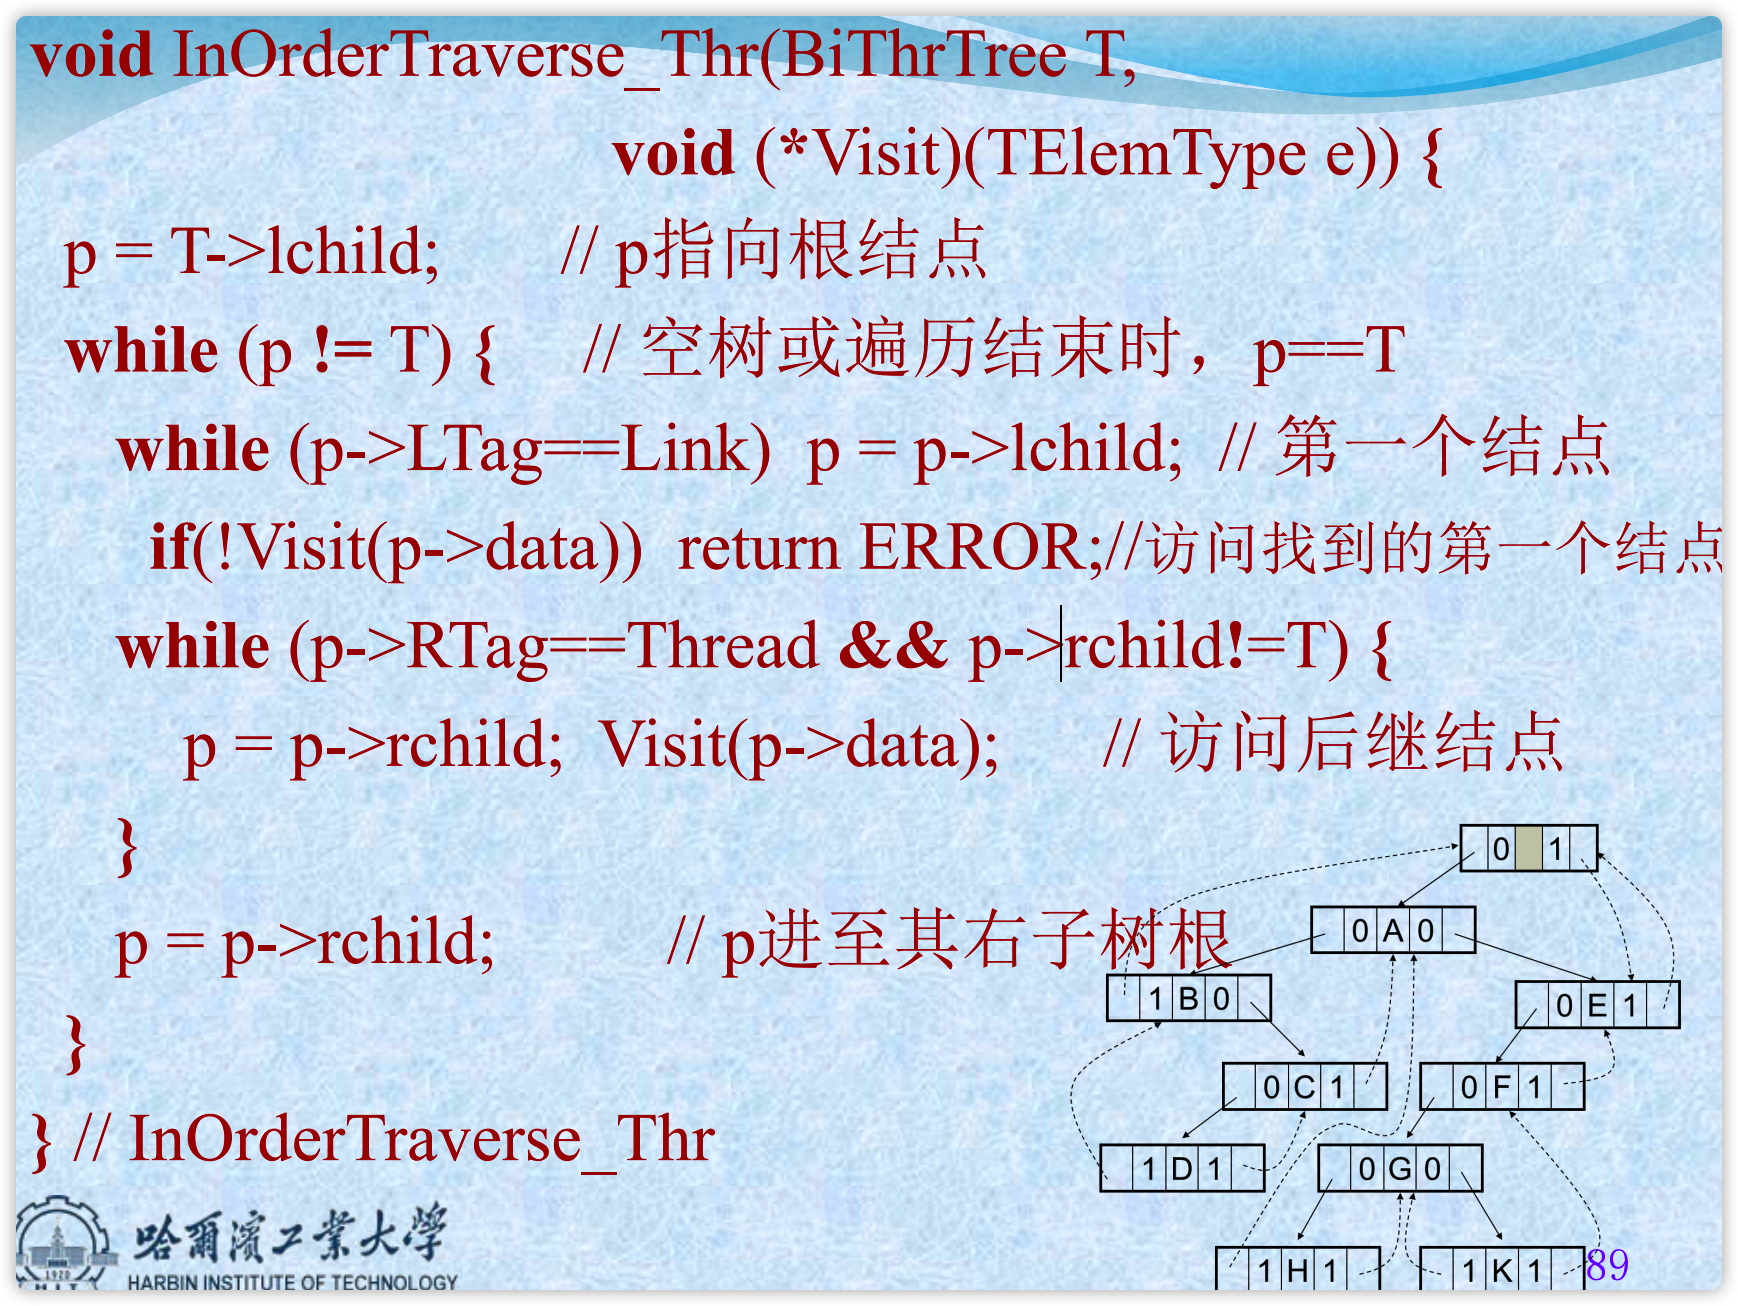 void InOrderTraverse_Thr(BiThrTree T,
void (*Visit)(TElemType e)) {
p = T->lchild; // p指向根结点
while (p != T) { // 空树或遍历结束时，p==T
while (p->LTag==Link) p = p->lchild; // 第一个结点
if(!Visit(p->data)) return ERROR;//访问找到的第一个结点
while (p->RTag==Thread && p->rchild!=T) {
p = p->rchild; Visit(p->data); // 访问后继结点
}
0 1
0 A 0
p = p->rchild; // p进至其右子树根
1 B 0
0 E 1
}
0 C 1
0 F 1
} // InOrderTraverse_Thr
1 D 1
0 G 0
1 H 1
1 K 1
89
哈爾濱工業大學
1920
HIT
HARBIN INSTITUTE OF TECHNOLOGY